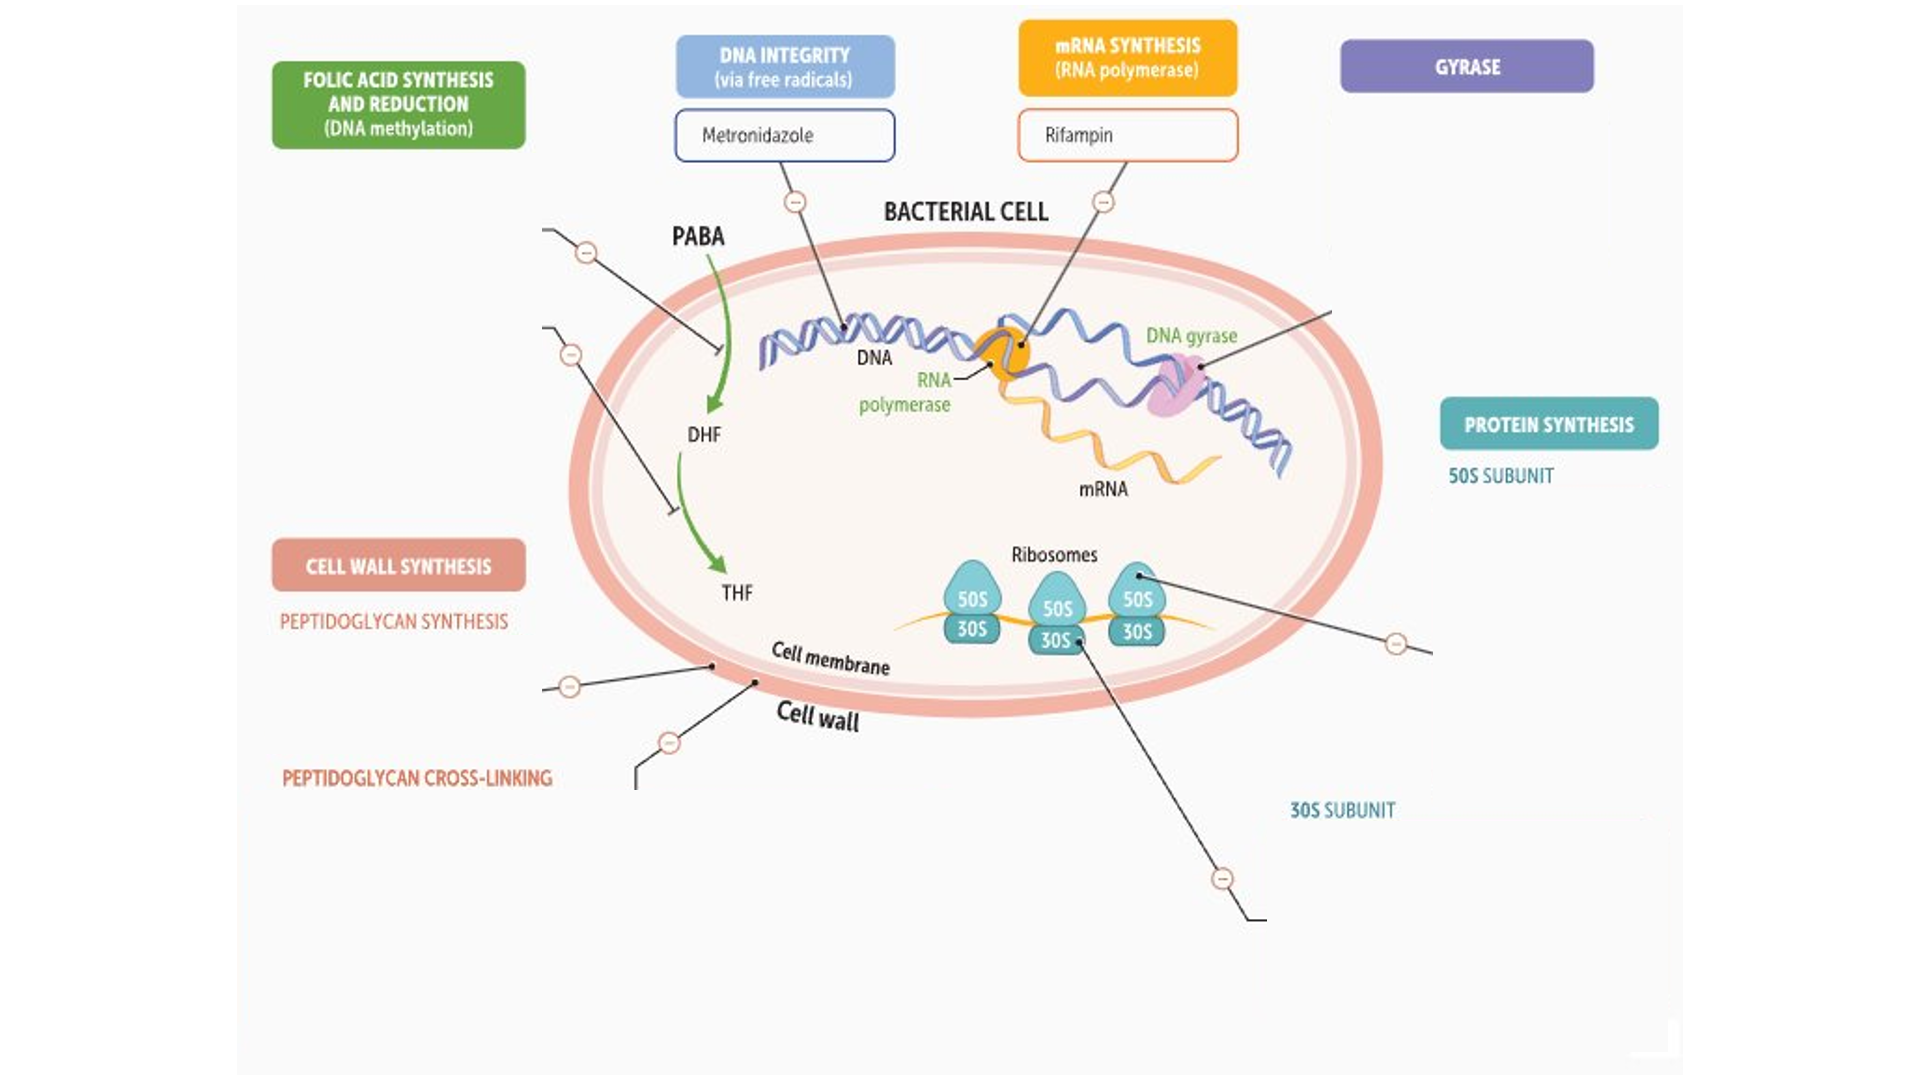 FOLIC ACID SYNTHESIS
AND REDUCTION
(DNA methylation)
DNA INTEGRITY
(via free radicals)
Metronidazole
mRNA SYNTHESIS
(RNA polymerase)
Rifampin
GYRASE
BACTERIAL CELL
PABA
DNA
DNA gyrase
RNA
polymerase
DHF
mRNA
PROTEIN SYNTHESIS
50S SUBUNIT
CELL WALL SYNTHESIS
PEPTIDOGLYCAN SYNTHESIS
THF
Ribosomes
50S
50S
50S
30S
30S
30S
Cell membrane
Cell wall
PEPTIDOGLYCAN CROSS-LINKING
30S SUBUNIT